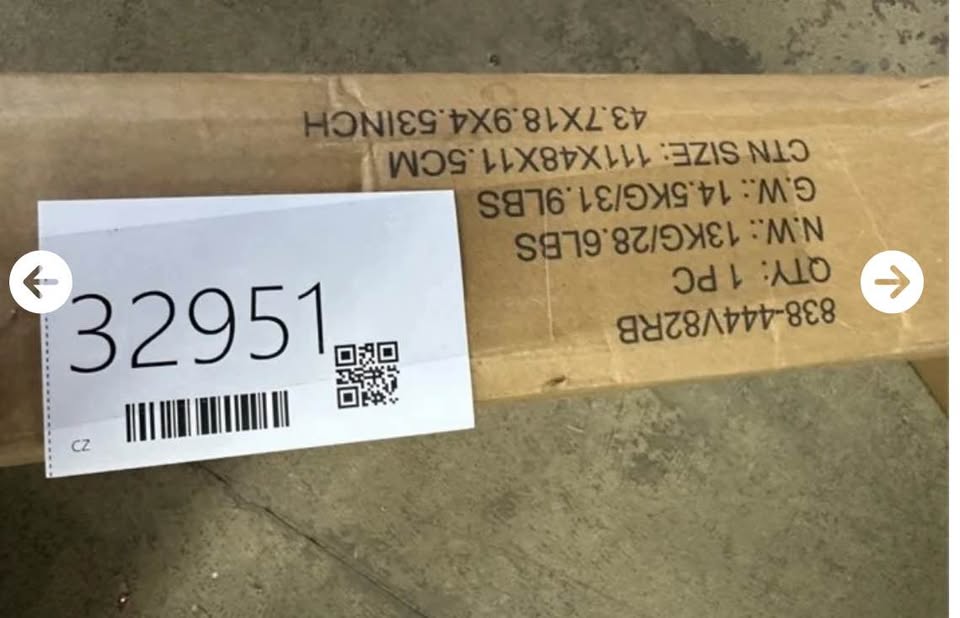 838-444V82RB
QTY: 1 PC
N.W.: 13KG/28.6LBS
G.W.: 14.5KG/31.9LBS
CTN SIZE: 111X48X11.5CM
43.7X18.9X4.53INCH
32951
CZ